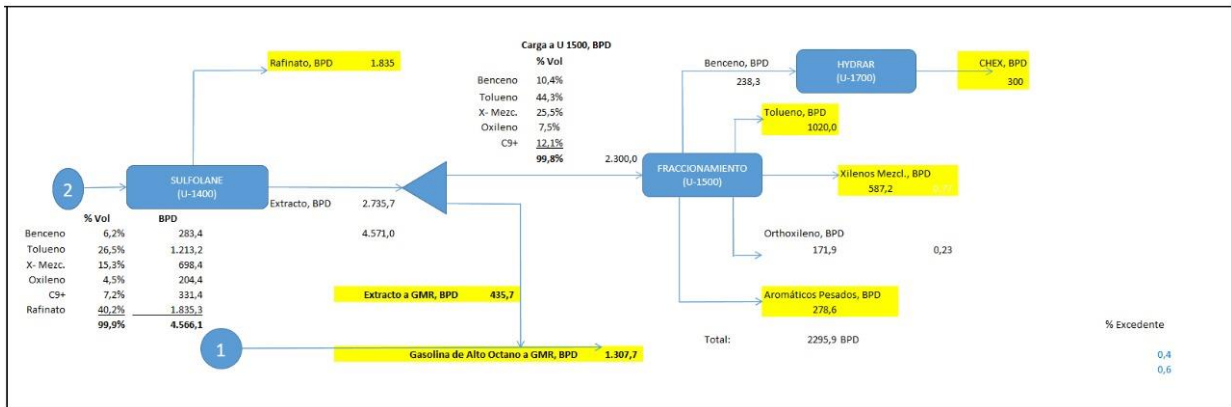 Carga a U 1500, BPD
% Vol
Benceno 10,4%
Tolueno 44,3%
X- Mezc. 25,5%
Oxileno 7,5%
C9+ 12,1%
99,8% 2.300,0
Rafinato, BPD 1.835
Benceno, BPD
238,3
HYDRAR
(U-1700)
CHEX, BPD
300
Tolueno, BPD
1020,0
2
SULFOLANE
(U-1400)
Extracto, BPD 2.735,7
4.571,0
FRACCIONAMIENTO
(U-1500)
Xilenos Mezcl., BPD
587,2
Orthoxileno, BPD
171,9 0,23
Aromáticos Pesados, BPD
278,6
Total: 2295,9 BPD
% Vol BPD
Benceno 6,2% 283,4
Tolueno 26,5% 1.213,2
X- Mezc. 15,3% 698,4
Oxileno 4,5% 204,4
C9+ 7,2% 331,4
Rafinato 40,2% 1.835,3
99,9% 4.566,1
Extracto a GMR, BPD 435,7
1
Gasolina de Alto Octano a GMR, BPD 1.307,7
% Excedente
0,4
0,6